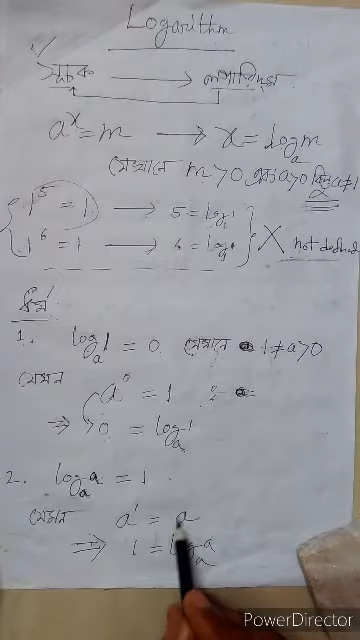 Logarithm
সূচক → লগারিদম
a^x = m → x = log_a m
যেখানে m > 0 এবং a > 0 কিন্তু a ≠ 1
1^5 = 1 → 5 = log_1 1
1^6 = 1 → 6 = log_1 1
not defined
1. log_a 1 = 0 যেখানে 1 ≠ a > 0
যেমন a^0 = 1
⇒ 0 = log_a 1
2. log_a a = 1
যেমন a^1 = a
⇒ 1 = log_a a
PowerDirector